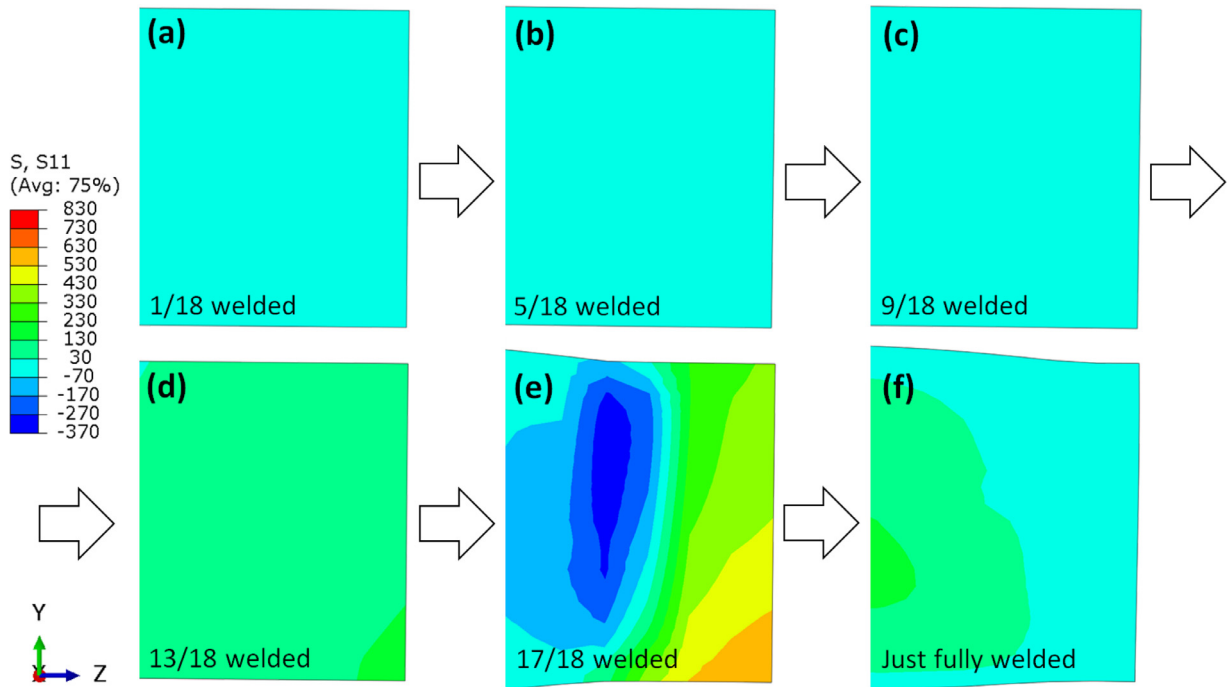 (a)
(b)
(c)
1/18 welded
5/18 welded
9/18 welded
S, S11
(Avg: 75%)
830
730
630
530
430
330
230
130
30
-70
-170
-270
-370
(d)
(e)
(f)
13/18 welded
17/18 welded
Just fully welded
Y
X
Z